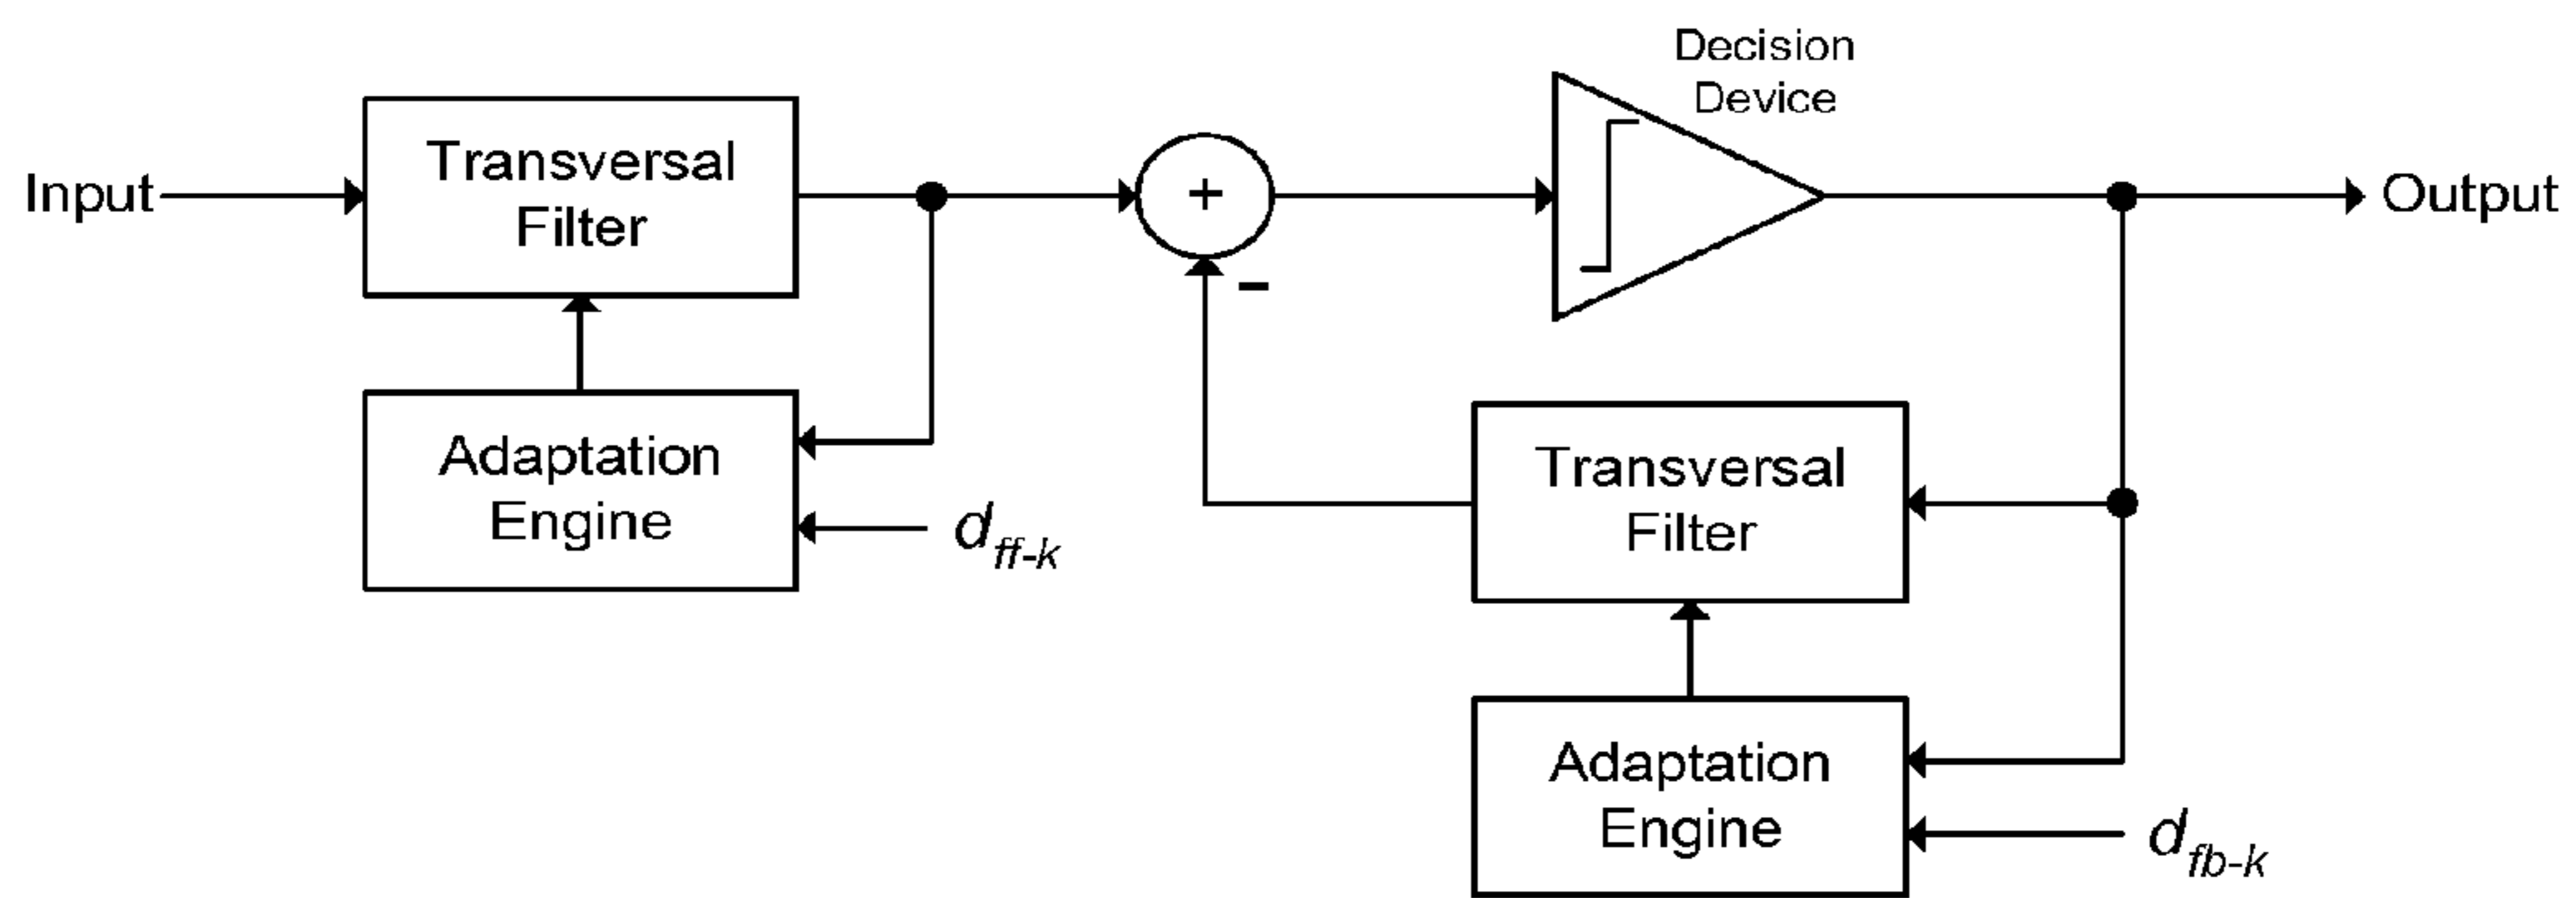 Decision
Device
Input
Transversal
Filter
+
Output
-
Adaptation
Engine
d_ff-k
Transversal
Filter
Adaptation
Engine
d_fb-k